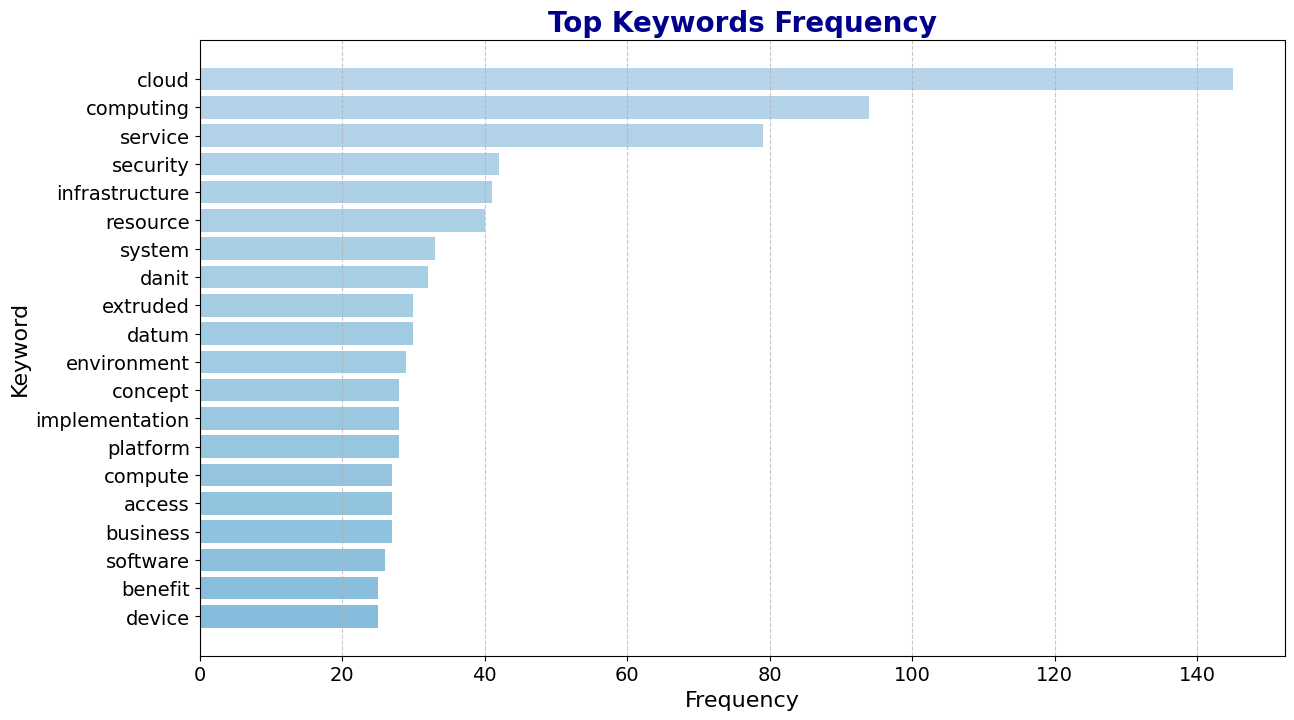 Top Keywords Frequency
Keyword
cloud
computing
service
security
infrastructure
resource
system
danit
extruded
datum
environment
concept
implementation
platform
compute
access
business
software
benefit
device
0 20 40 60 80 100 120 140
Frequency